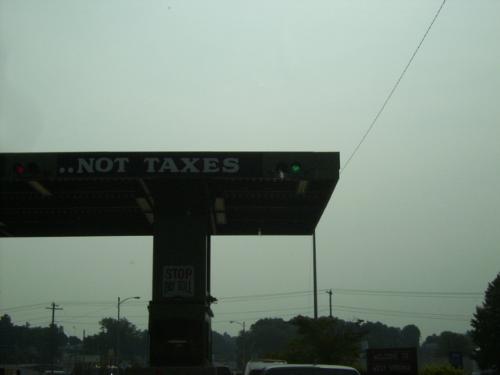 ..NOT TAXES
STOP
PAY TOLL